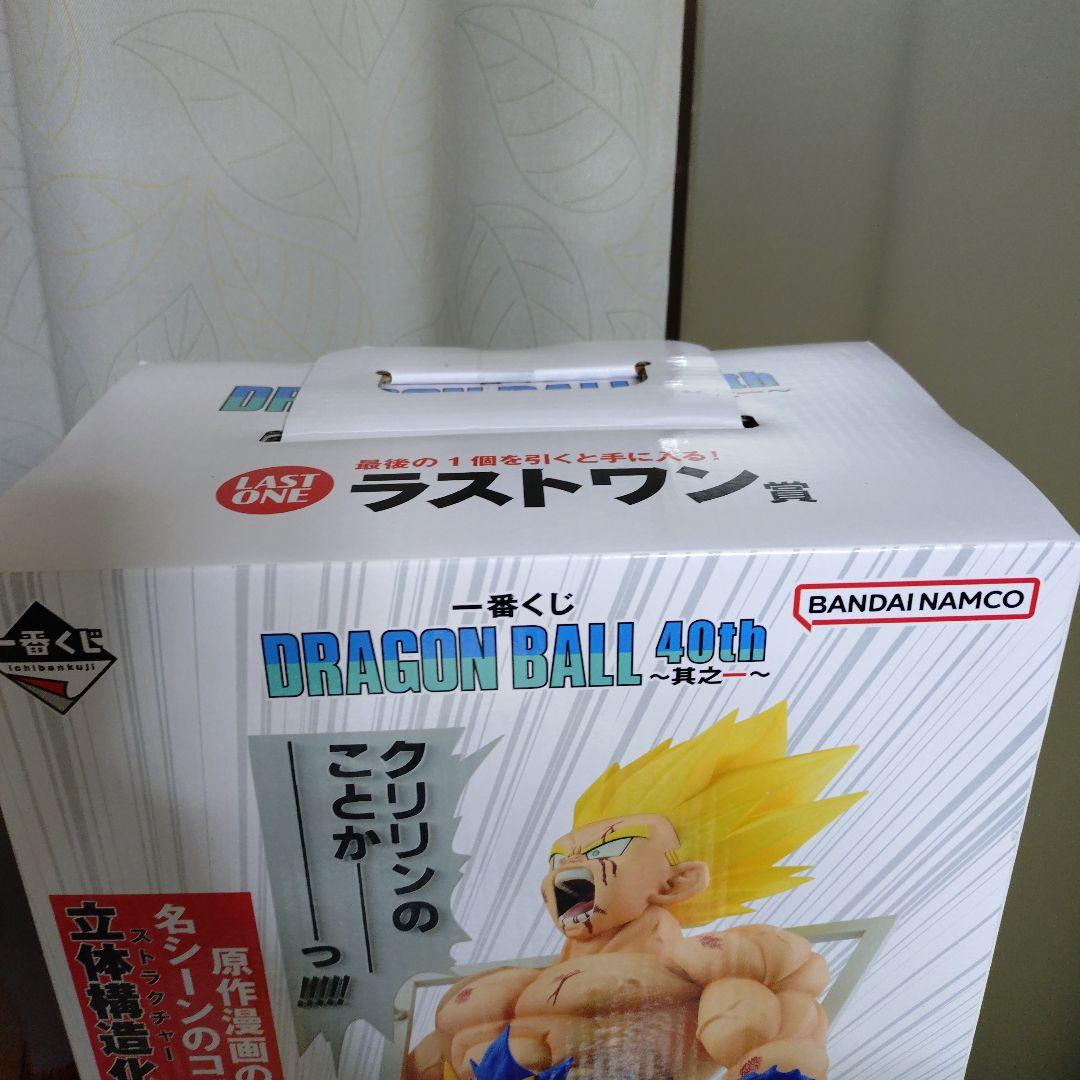 DRAGON BALL 40th
最後の1個を引くと手に入る!
LAST ONE
ラストワン賞
一番くじ
ichibankuji
一番くじ
DRAGON BALL 40th
〜其之一〜
BANDAI NAMCO
クリリンの
ことかーーっ!!!!!
原作漫画の
名シーンのコ
立体構造化
ストラクチャー